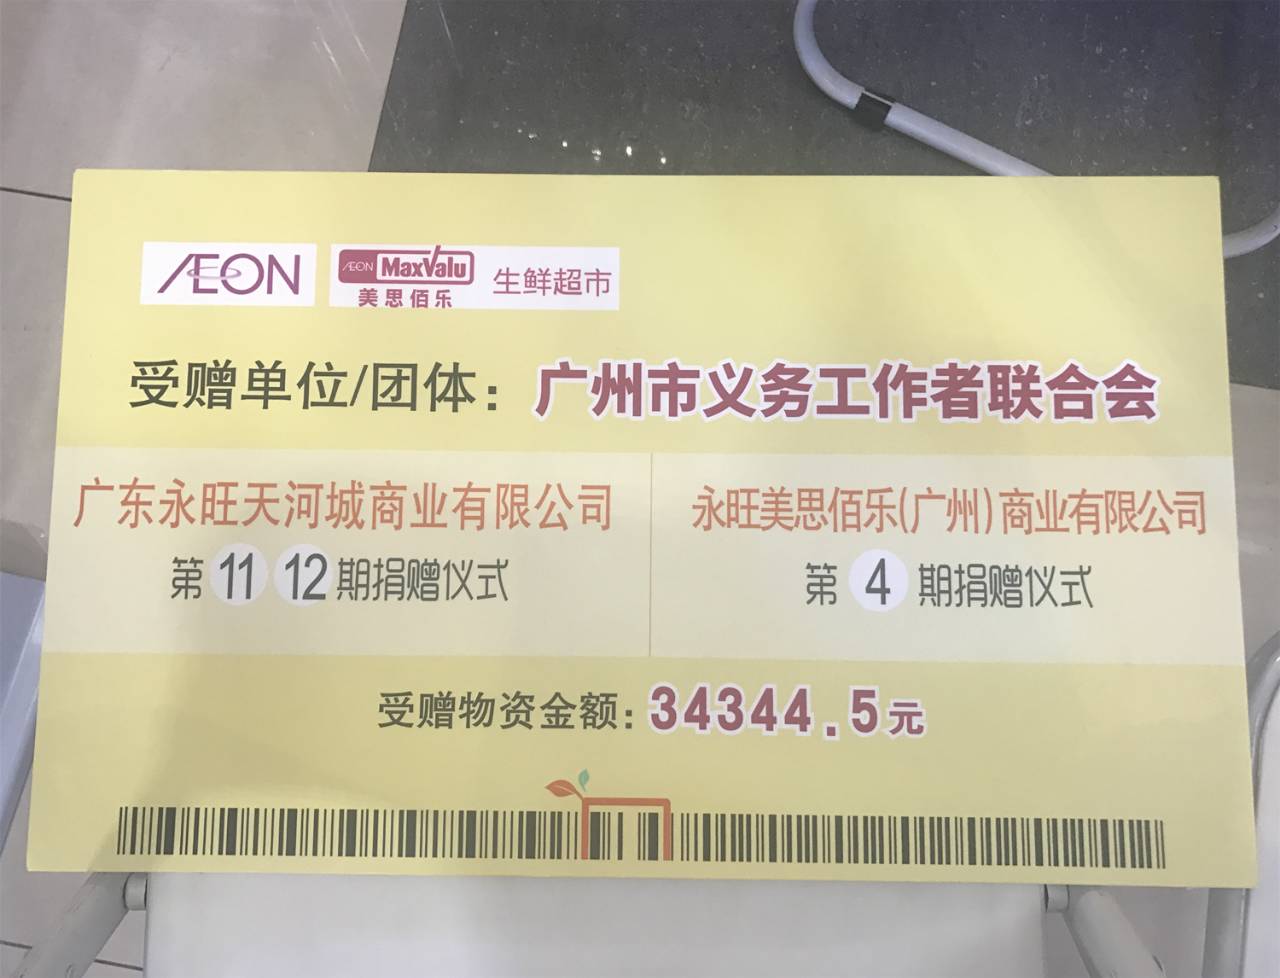 ÆON
ÆON MaxValu
美思佰乐
生鲜超市
受赠单位/团体：广州市义务工作者联合会
广东永旺天河城商业有限公司
第 11 12 期捐赠仪式
永旺美思佰乐(广州)商业有限公司
第 4 期捐赠仪式
受赠物资金额：34344.5元